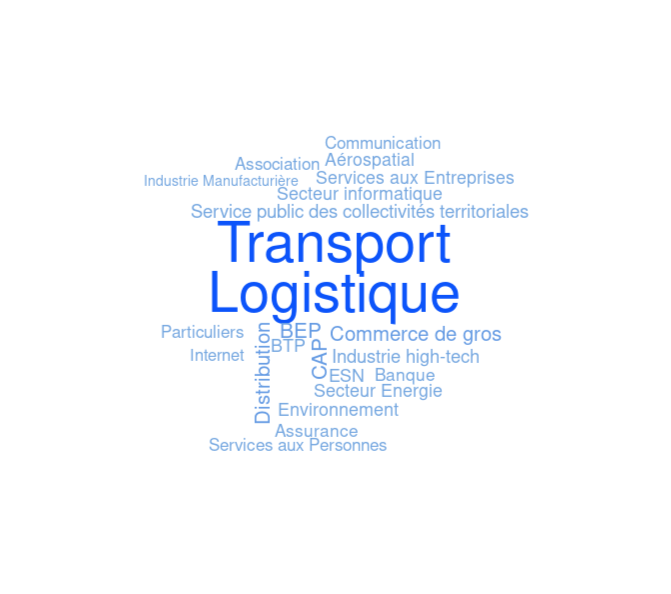 Communication
Association Aérospatial
Industrie Manufacturière Services aux Entreprises
Secteur informatique
Service public des collectivités territoriales
Transport
Logistique
Particuliers BEP Commerce de gros
BTP
Internet Industrie high-tech
Distribution
CAP
ESN Banque
Secteur Energie
Environnement
Assurance
Services aux Personnes